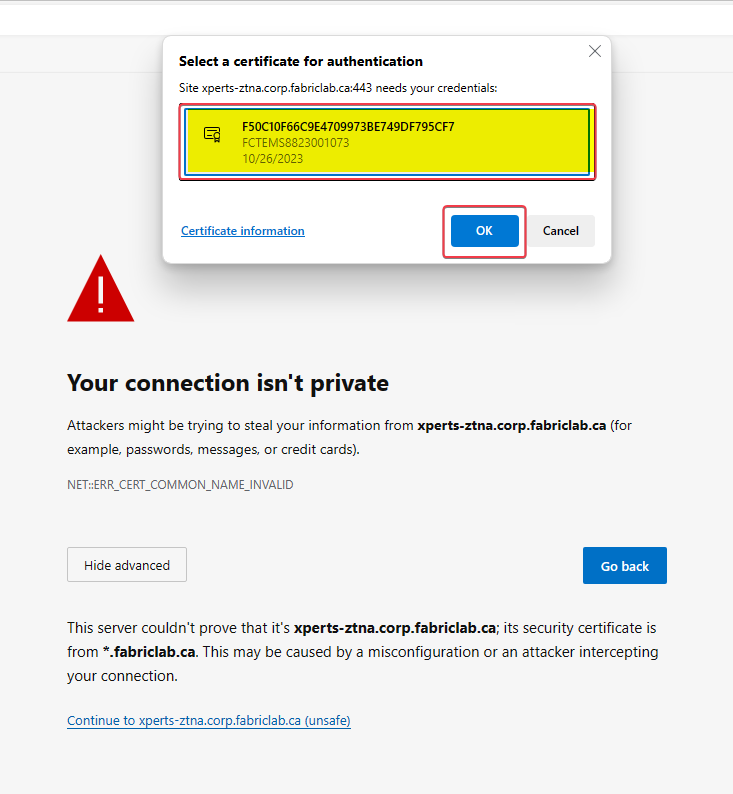 Select a certificate for authentication
Site xperts-ztna.corp.fabriclab.ca:443 needs your credentials:
F50C10F66C9E4709973BE749DF795CF7
FCTEMS8823001073
10/26/2023
Certificate information
OK
Cancel
Your connection isn't private
Attackers might be trying to steal your information from xperts-ztna.corp.fabriclab.ca (for
example, passwords, messages, or credit cards).
NET::ERR_CERT_COMMON_NAME_INVALID
Hide advanced
Go back
This server couldn't prove that it's xperts-ztna.corp.fabriclab.ca; its security certificate is
from *.fabriclab.ca. This may be caused by a misconfiguration or an attacker intercepting
your connection.
Continue to xperts-ztna.corp.fabriclab.ca (unsafe)